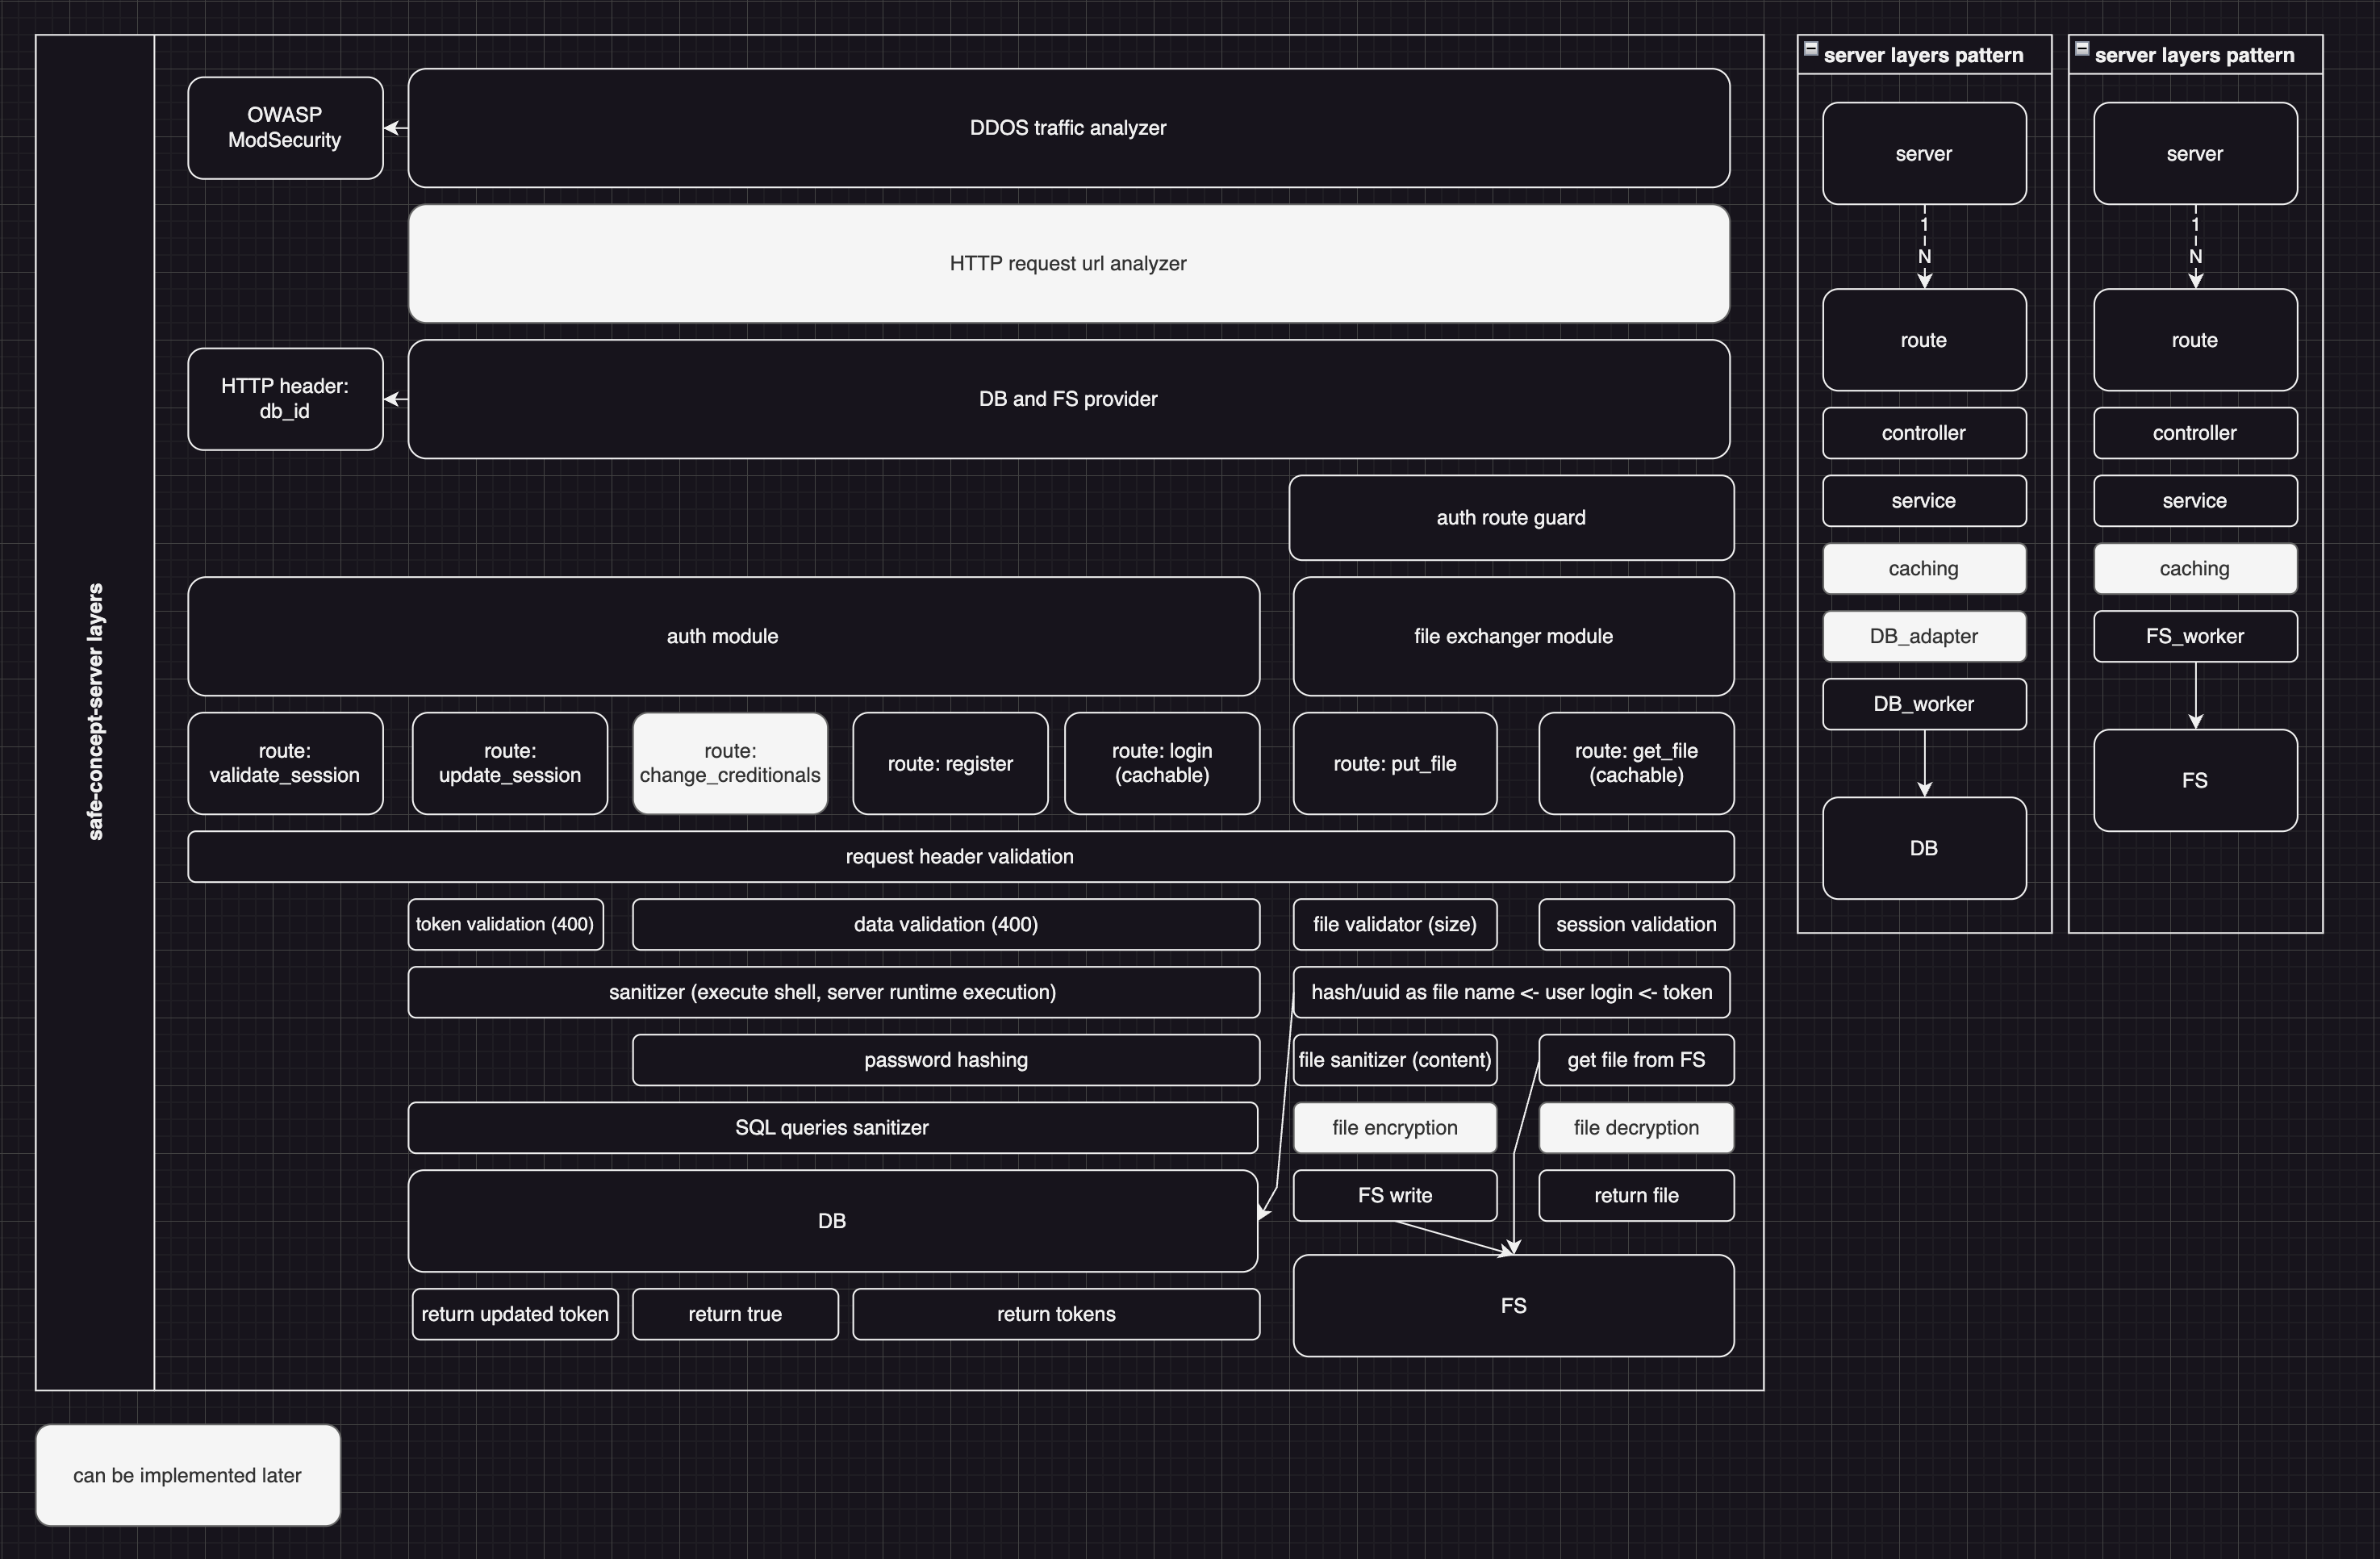 safe-concept-server layers
OWASP
ModSecurity
DDOS traffic analyzer
HTTP request url analyzer
HTTP header:
db_id
DB and FS provider
auth route guard
auth module
file exchanger module
route:
validate_session
route:
update_session
route:
change_creditionals
route: register
route: login
(cachable)
route: put_file
route: get_file
(cachable)
request header validation
token validation (400)
data validation (400)
file validator (size)
session validation
sanitizer (execute shell, server runtime execution)
hash/uuid as file name <- user login <- token
password hashing
file sanitizer (content)
get file from FS
SQL queries sanitizer
file encryption
file decryption
DB
FS write
return file
FS
return updated token
return true
return tokens
can be implemented later
server layers pattern
server
1
N
route
controller
service
caching
DB_adapter
DB_worker
DB
server layers pattern
server
1
N
route
controller
service
caching
FS_worker
FS